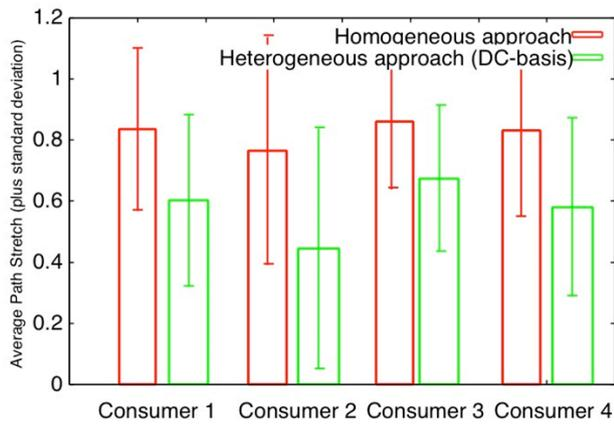 1.2
1
0.8
0.6
0.4
0.2
0
Average Path Stretch (plus standard deviation)
Homogeneous approach
Heterogeneous approach (DC-basis)
Consumer 1 Consumer 2 Consumer 3 Consumer 4